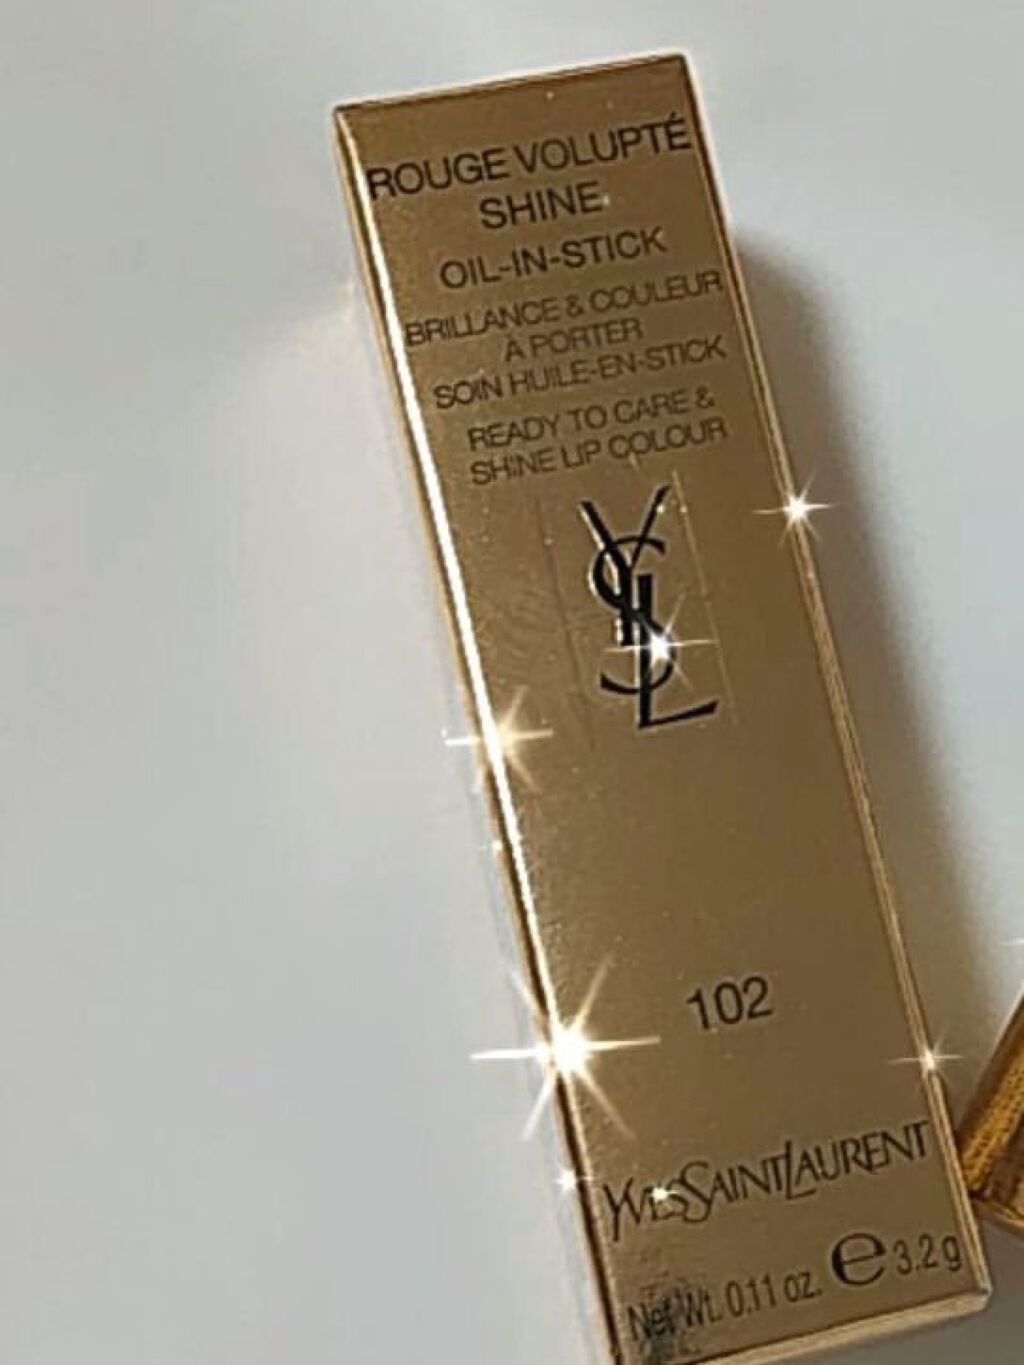 ROUGE VOLUPTÉ
SHINE
OIL-IN-STICK
BRILLANCE & COULEUR
À PORTER
SOIN HUILE-EN-STICK
READY TO CARE &
SHINE LIP COLOUR
YSL
102
YVESSAINTLAURENT
Net Wt. 0.11 oz. ℮ 3.2 g